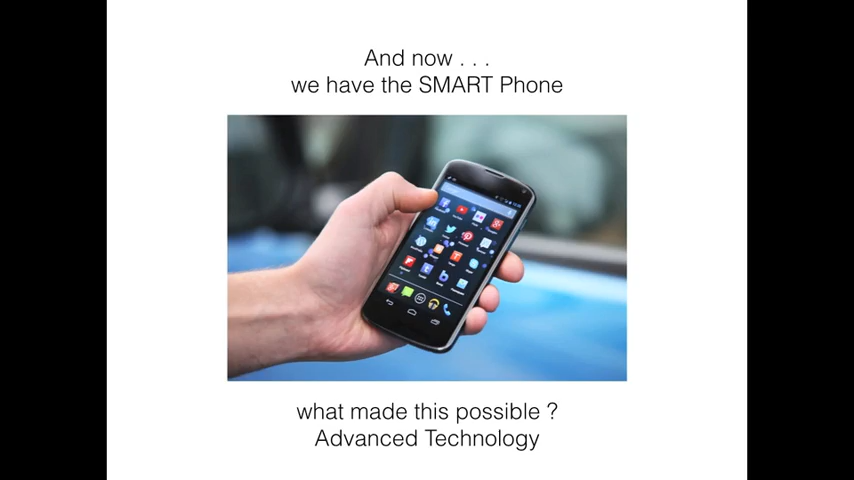 And now . . .
we have the SMART Phone
what made this possible ?
Advanced Technology